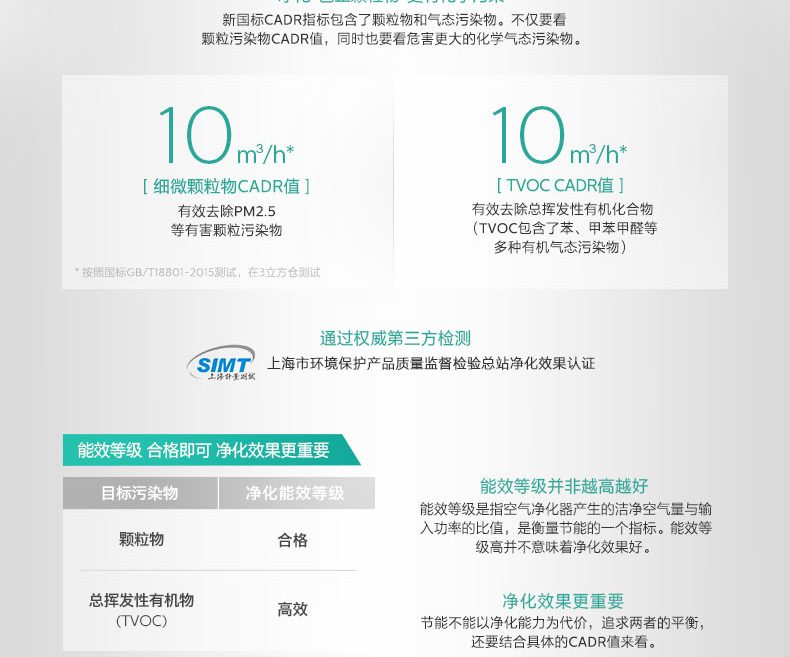 新国标CADR指标包含了颗粒物和气态污染物。不仅要看
颗粒污染物CADR值，同时也要看危害更大的化学气态污染物。
10 m³/h*
[ 细微颗粒物CADR值 ]
有效去除PM2.5
等有害颗粒污染物
* 按照国标GB/T18801-2015测试，在3立方仓测试
10 m³/h*
[ TVOC CADR值 ]
有效去除总挥发性有机化合物
（TVOC包含了苯、甲苯甲醛等
多种有机气态污染物）
通过权威第三方检测
SIMT
上海计量测试
上海市环境保护产品质量监督检验总站净化效果认证
能效等级 合格即可 净化效果更重要
目标污染物 净化能效等级
颗粒物 合格
总挥发性有机物
(TVOC)
高效
能效等级并非越高越好
能效等级是指空气净化器产生的洁净空气量与输
入功率的比值，是衡量节能的一个指标。能效等
级高并不意味着净化效果好。
净化效果更重要
节能不能以净化能力为代价，追求两者的平衡，
还要结合具体的CADR值来看。